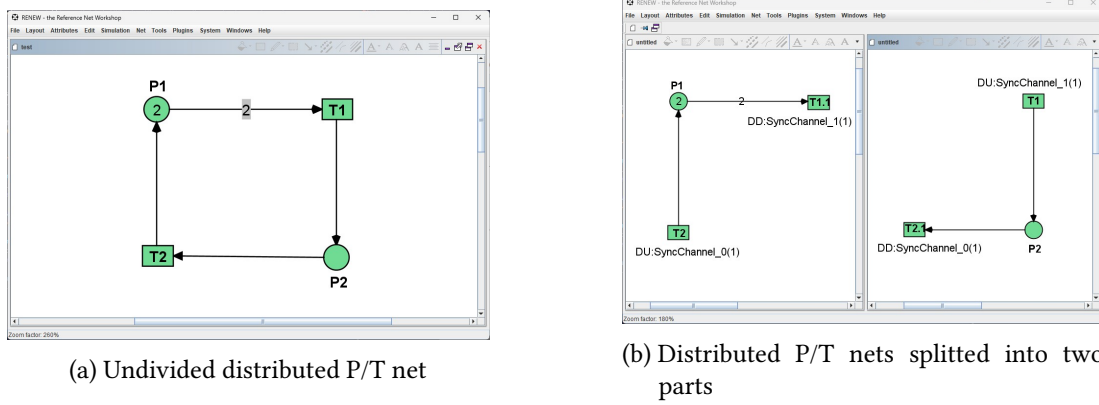 RENEW - the Reference Net Workshop
File Layout Attributes Edit Simulation Net Tools Plugins System Windows Help
test
P1
2
2
T1
T2
P2
Zoom factor: 260%
(a) Undivided distributed P/T net
RENEW - the Reference Net Workshop
File Layout Attributes Edit Simulation Net Tools Plugins System Windows Help
untitled
untitled
P1
2
2
T1.1
DD:SyncChannel_1(1)
T2
DU:SyncChannel_0(1)
DU:SyncChannel_1(1)
T1
T2.1
DD:SyncChannel_0(1)
P2
Zoom factor: 180%
(b) Distributed P/T nets splitted into two
parts